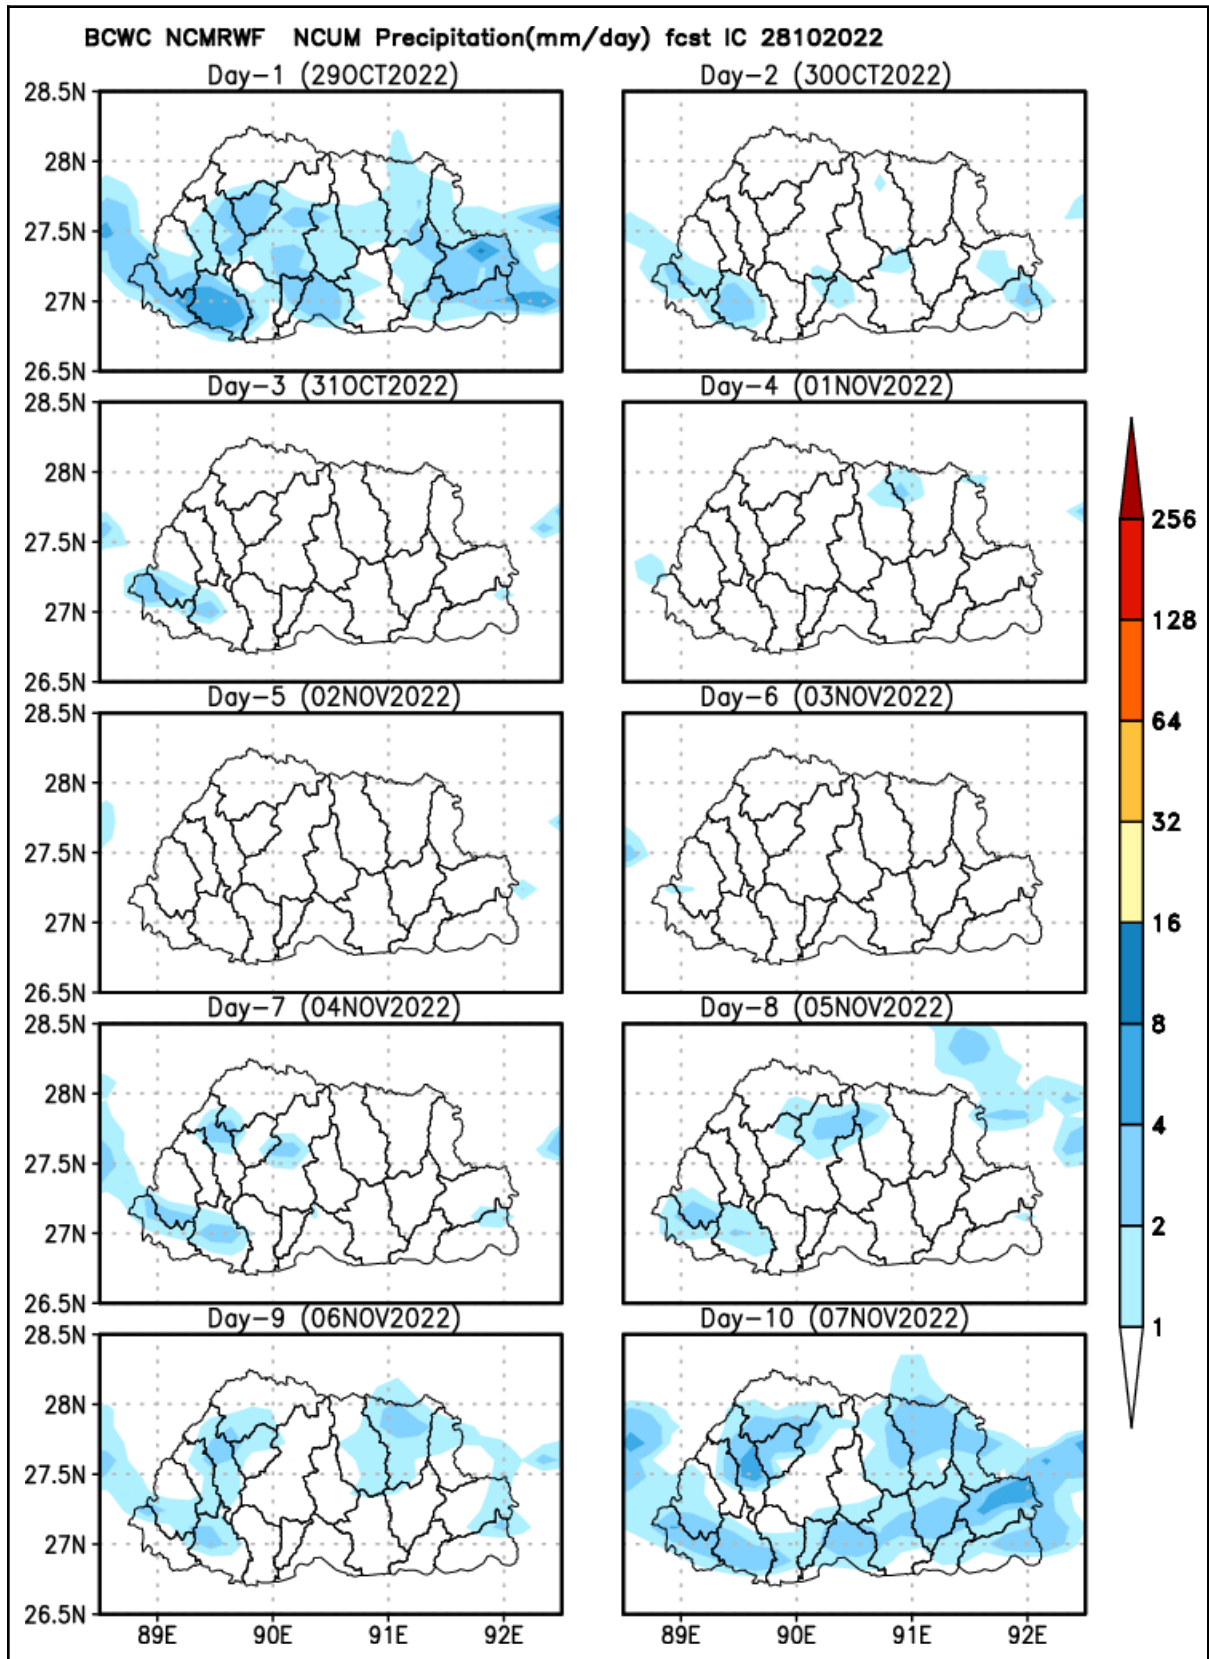 BCWC NCMRWF NCUM Precipitation(mm/day) fcst IC 28102022
Day-1 (29OCT2022)
Day-2 (30OCT2022)
28.5N
28N
27.5N
27N
26.5N
Day-3 (31OCT2022)
Day-4 (01NOV2022)
28.5N
28N
27.5N
27N
26.5N
Day-5 (02NOV2022)
Day-6 (03NOV2022)
28.5N
28N
27.5N
27N
26.5N
Day-7 (04NOV2022)
Day-8 (05NOV2022)
28.5N
28N
27.5N
27N
26.5N
Day-9 (06NOV2022)
Day-10 (07NOV2022)
28.5N
28N
27.5N
27N
26.5N
89E 90E 91E 92E
89E 90E 91E 92E
256
128
64
32
16
8
4
2
1